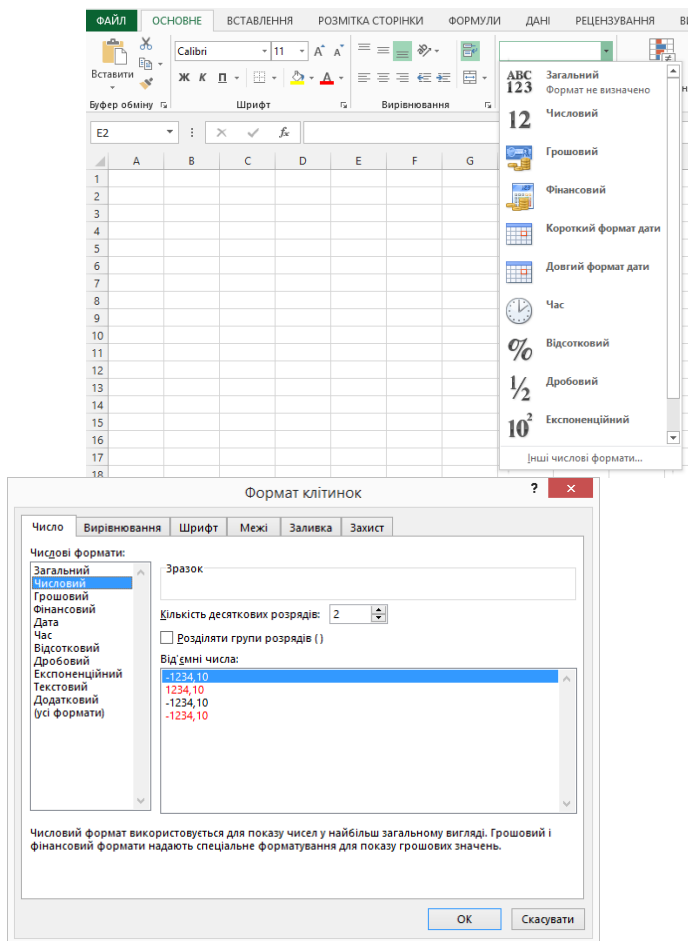 ФАЙЛ ОСНОВНЕ ВСТАВЛЕННЯ РОЗМІТКА СТОРІНКИ ФОРМУЛИ ДАНІ РЕЦЕНЗУВАННЯ
Calibri 11 A A
Вставити
Ж К П A
Буфер обміну Шрифт Вирівнювання
E2 fx
A B C D E F G
1
2
3
4
5
6
7
8
9
10
11
12
13
14
15
16
17
18
ABC
123
Загальний
Формат не визначено
12 Числовий
Грошовий
Фінансовий
Короткий формат дати
Довгий формат дати
Час
% Відсотковий
1/2 Дробовий
10² Експоненційний
Інші числові формати...
Формат клітинок ? ×
Число Вирівнювання Шрифт Межі Заливка Захист
Числові формати:
Загальний
Числовий
Грошовий
Фінансовий
Дата
Час
Відсотковий
Дробовий
Експоненційний
Текстовий
Додатковий
(усі формати)
Зразок
Кількість десяткових розрядів: 2
Розділяти групи розрядів ( )
Від'ємні числа:
-1234,10
1234,10
-1234,10
-1234,10
Числовий формат використовується для показу чисел у найбільш загальному вигляді. Грошовий і
фінансовий формати надають спеціальне форматування для показу грошових значень.
ОК Скасувати